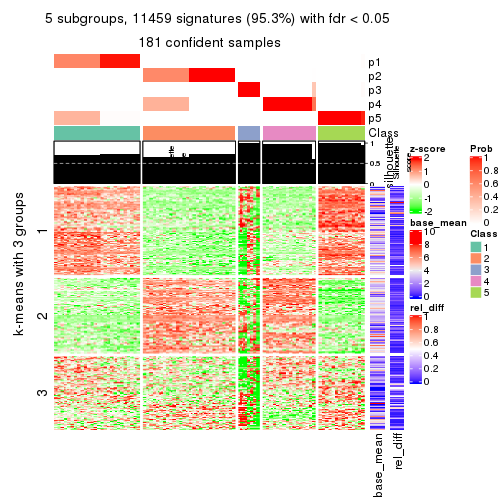 5 subgroups, 11459 signatures (95.3%) with fdr < 0.05
181 confident samples
p1
p2
p3
p4
p5
Class
1
0.5
0
silhouette
k-means with 3 groups
1
2
3
base_mean
rel_diff
z-score
2
1
0
-1
-2
base_mean
10
8
6
4
2
0
rel_diff
1
0.8
0.6
0.4
0.2
0
Prob
1
0.8
0.6
0.4
0.2
0
Class
1
2
3
4
5